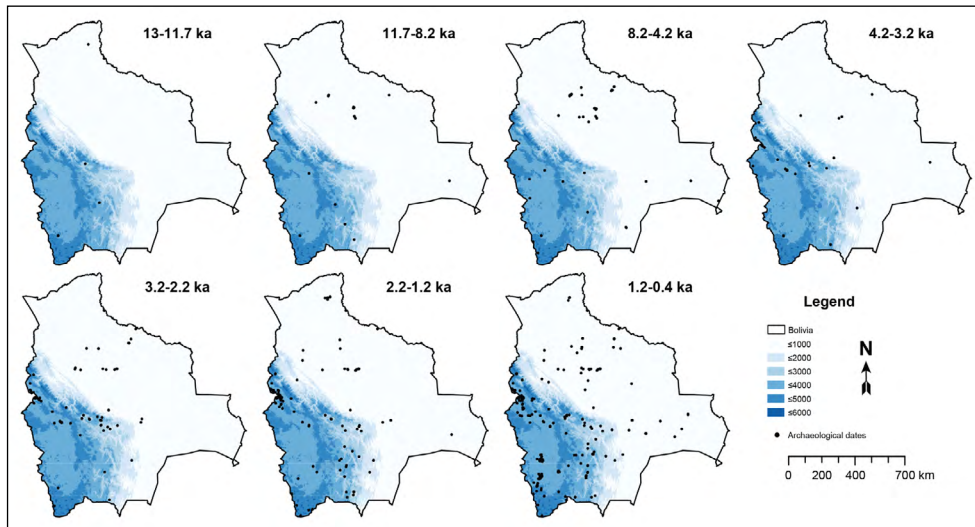 13-11.7 ka
11.7-8.2 ka
8.2-4.2 ka
4.2-3.2 ka
3.2-2.2 ka
2.2-1.2 ka
1.2-0.4 ka
Legend
Bolivia
≤1000
≤2000
≤3000
≤4000
≤5000
≤6000
N
Archaeological dates
0 200 400 700 km